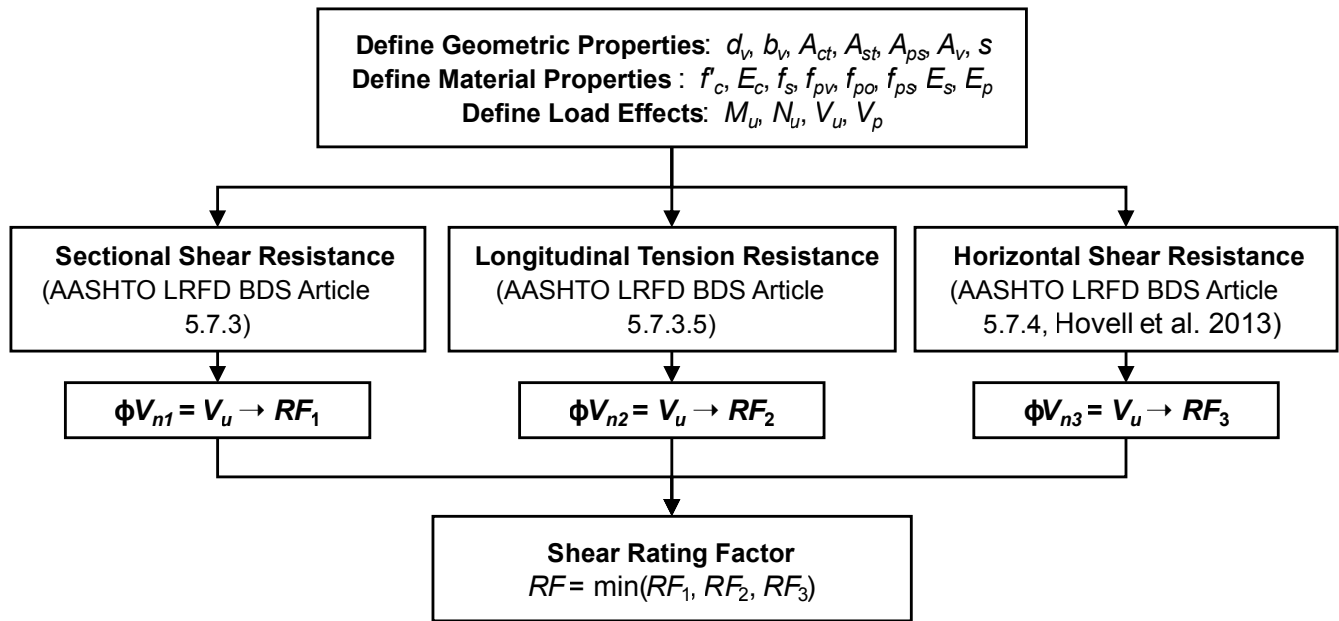 Define Geometric Properties: dv, bv, Act, Ast, Aps, Av, s
Define Material Properties : f'c, Ec, fs, fpv, fpo, fps, Es, Ep
Define Load Effects: Mu, Nu, Vu, Vp
Sectional Shear Resistance
(AASHTO LRFD BDS Article
5.7.3)
Longitudinal Tension Resistance
(AASHTO LRFD BDS Article
5.7.3.5)
Horizontal Shear Resistance
(AASHTO LRFD BDS Article
5.7.4, Hovell et al. 2013)
ϕVn1 = Vu → RF1
ϕVn2 = Vu → RF2
ϕVn3 = Vu → RF3
Shear Rating Factor
RF = min(RF1, RF2, RF3)